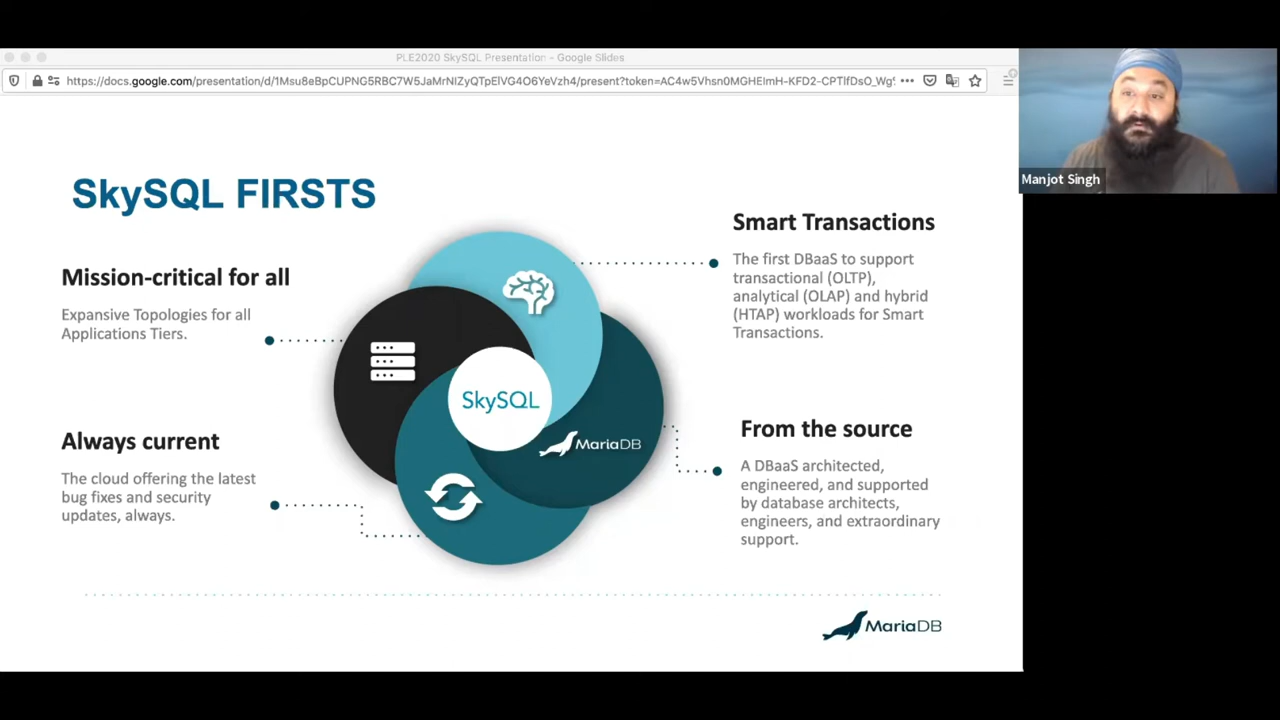 PLE2020 SkySQL Presentation - Google Slides
https://docs.google.com/presentation/d/1Msu8eBpCUPNG5RBC7W5JaMrNIZyQTpElVG4O6YeVzh4/present?token=AC4w5Vhsn0MGHEImH-KFD2-CPTlfDsO_Wg
Manjot Singh
SkySQL FIRSTS
Smart Transactions
The first DBaaS to support
transactional (OLTP),
analytical (OLAP) and hybrid
(HTAP) workloads for Smart
Transactions.
Mission-critical for all
Expansive Topologies for all
Applications Tiers.
SkySQL
MariaDB
Always current
The cloud offering the latest
bug fixes and security
updates, always.
From the source
A DBaaS architected,
engineered, and supported
by database architects,
engineers, and extraordinary
support.
MariaDB